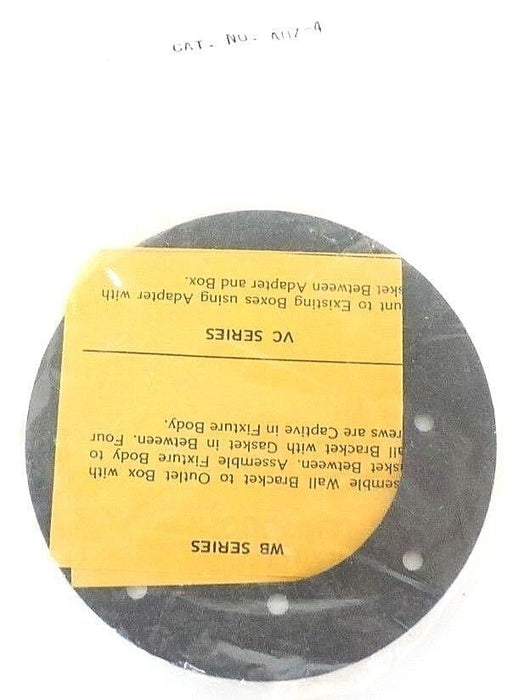 CAT. NO.
WB SERIES
semble Wall Bracket to Outlet Box with
sket Between. Assemble Fixture Body to
all Bracket with Gasket in Between. Four
rews are Captive in Fixture Body.
VC SERIES
unt to Existing Boxes using Adapter with
sket Between Adapter and Box.